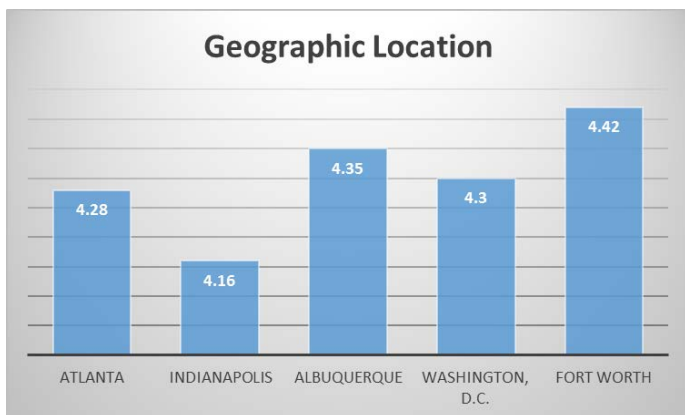 Geographic Location
4.28
4.16
4.35
4.3
4.42
ATLANTA
INDIANAPOLIS
ALBUQUERQUE
WASHINGTON,
D.C.
FORT WORTH